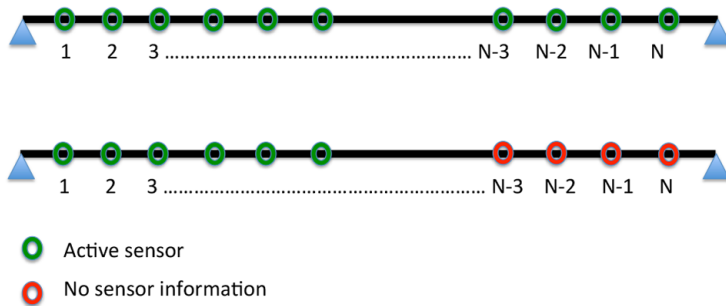 1 2 3 ………………………………………… N-3 N-2 N-1 N
1 2 3 ………………………………………… N-3 N-2 N-1 N
Active sensor
No sensor information